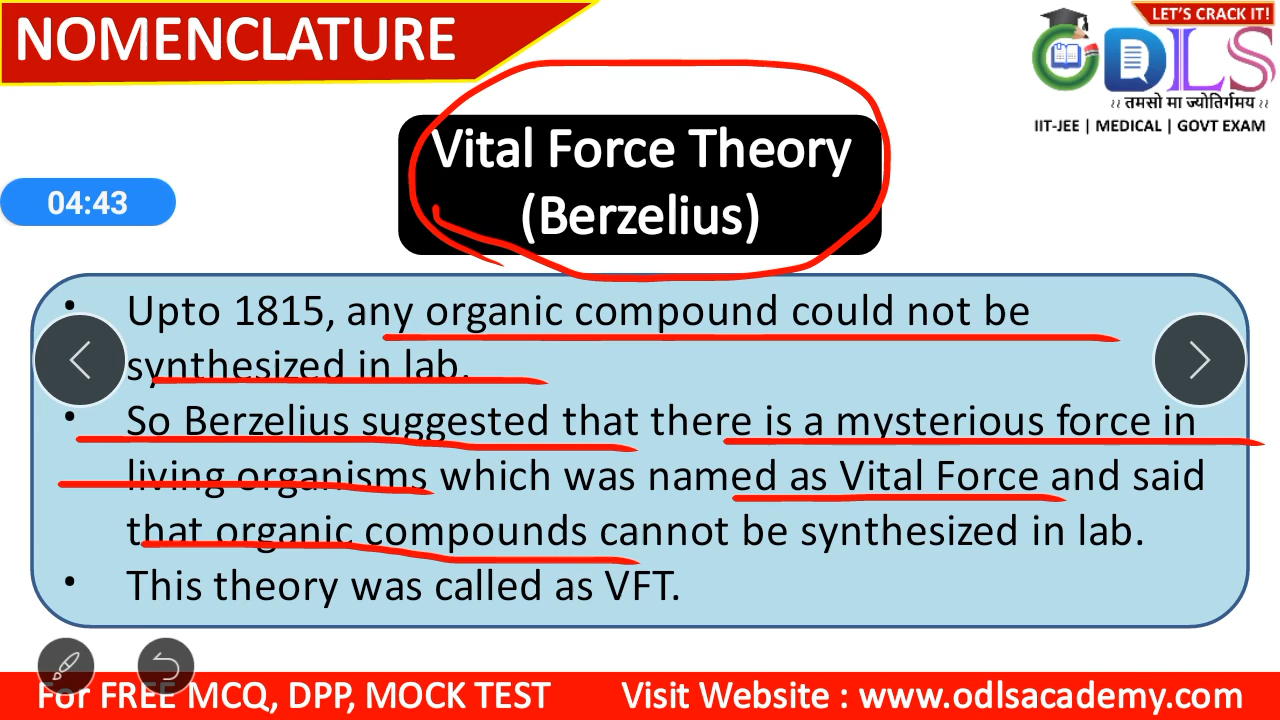 NOMENCLATURE
LET'S CRACK IT!
ODLS
तमसो मा ज्योतिर्गमय
IIT-JEE | MEDICAL | GOVT EXAM
Vital Force Theory
(Berzelius)
04:43
• Upto 1815, any organic compound could not be
synthesized in lab.
• So Berzelius suggested that there is a mysterious force in
living organisms which was named as Vital Force and said
that organic compounds cannot be synthesized in lab.
• This theory was called as VFT.
For FREE MCQ, DPP, MOCK TEST
Visit Website : www.odlsacademy.com